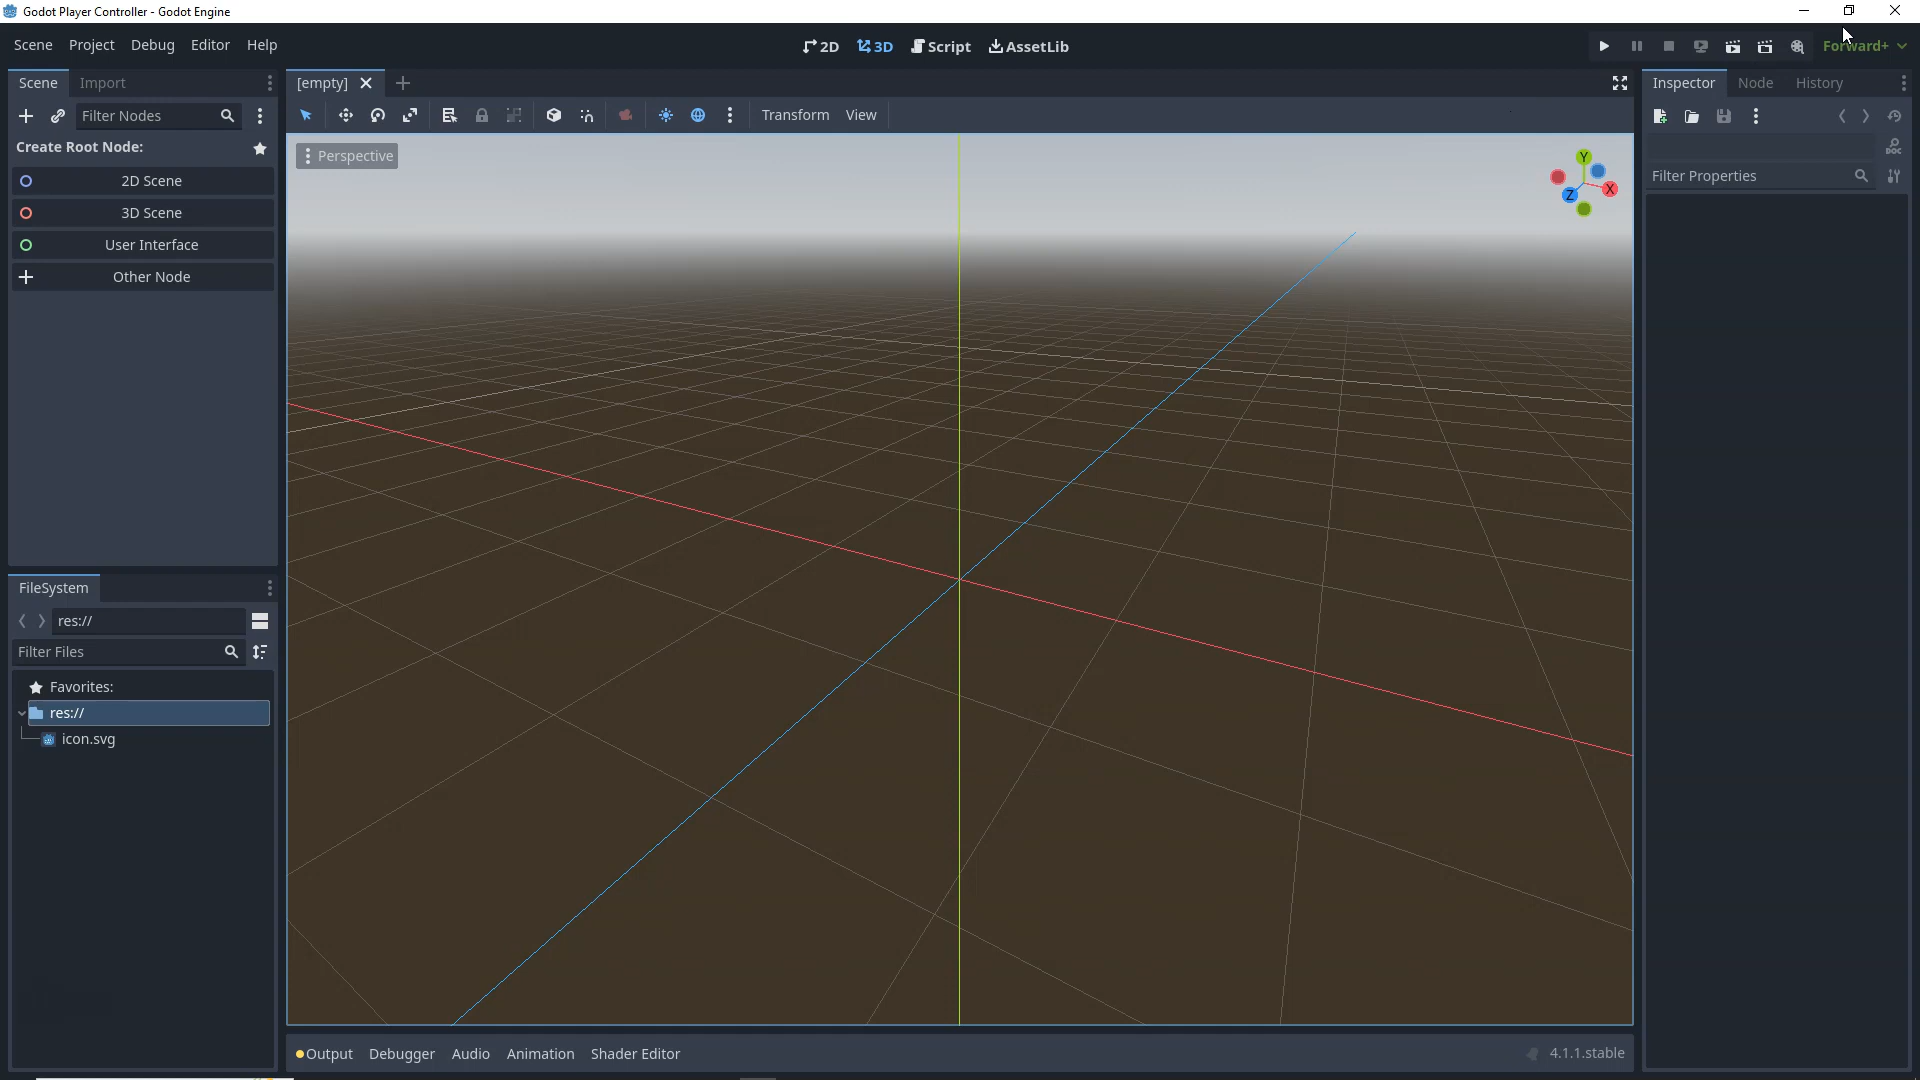 Godot Player Controller - Godot Engine
Scene Project Debug Editor Help
2D 3D Script AssetLib
Forward+
Scene Import
[empty]
Inspector Node History
Filter Nodes
Transform View
Create Root Node:
Perspective
Y
X
Z
DOC
Filter Properties
2D Scene
3D Scene
User Interface
Other Node
FileSystem
res://
Filter Files
Favorites:
res://
icon.svg
Output Debugger Audio Animation Shader Editor
4.1.1.stable